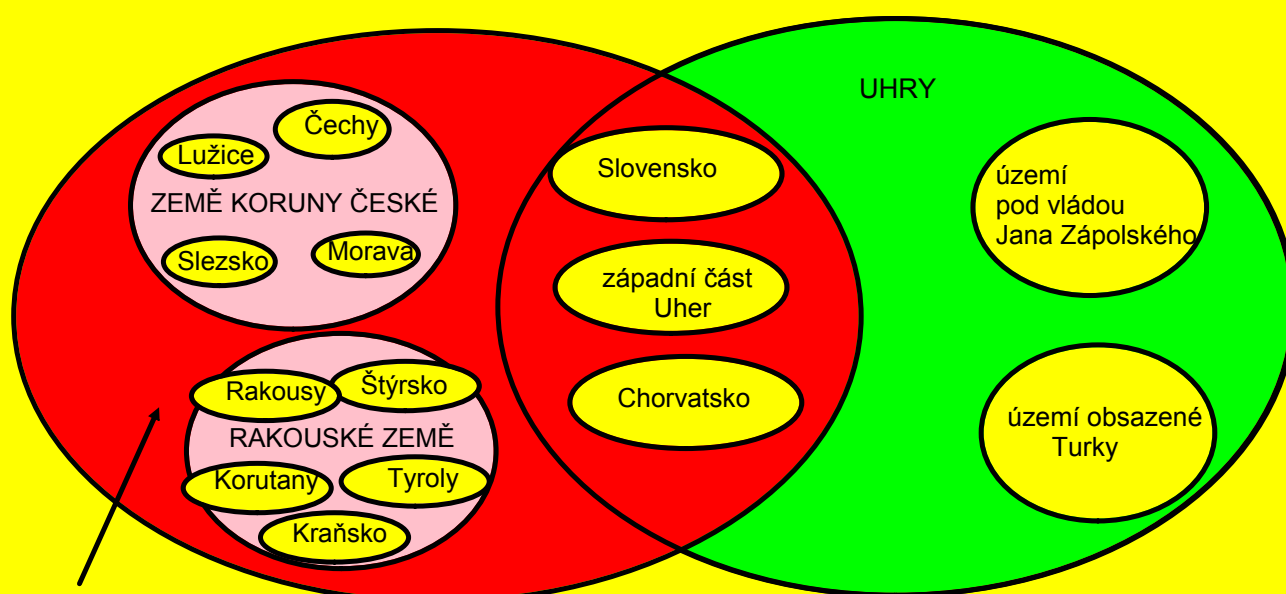 UHRY
Čechy
Lužice
ZEMĚ KORUNY ČESKÉ
Slezsko
Morava
Slovensko
západní část
Uher
Chorvatsko
území
pod vládou
Jana Zápolského
Rakousy
Štýrsko
RAKOUSKÉ ZEMĚ
Korutany
Tyroly
Kraňsko
území obsazené
Turky